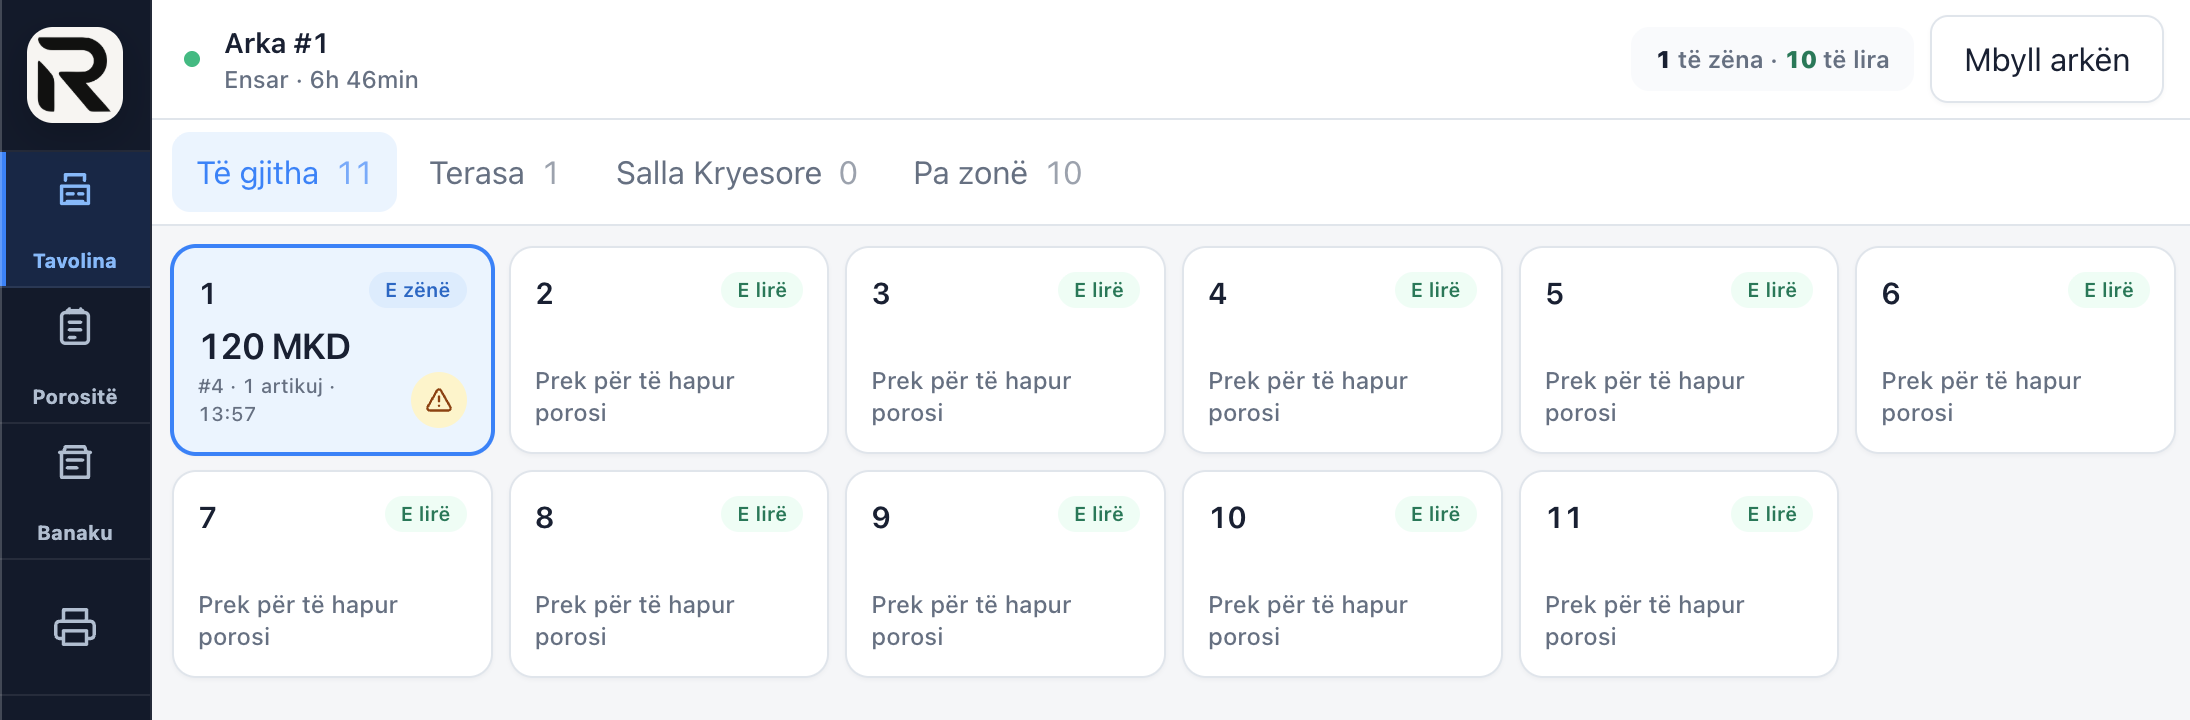 R
Arka #1
Ensar · 6h 46min
1 të zëna · 10 të lira
Mbyll arkën
Tavolina
Porositë
Banaku
Të gjitha 11
Terasa 1
Salla Kryesore 0
Pa zonë 10
1
E zënë
120 MKD
#4 · 1 artikuj ·
13:57
2
E lirë
Prek për të hapur
porosi
3
E lirë
Prek për të hapur
porosi
4
E lirë
Prek për të hapur
porosi
5
E lirë
Prek për të hapur
porosi
6
E lirë
Prek për të hapur
porosi
7
E lirë
Prek për të hapur
porosi
8
E lirë
Prek për të hapur
porosi
9
E lirë
Prek për të hapur
porosi
10
E lirë
Prek për të hapur
porosi
11
E lirë
Prek për të hapur
porosi